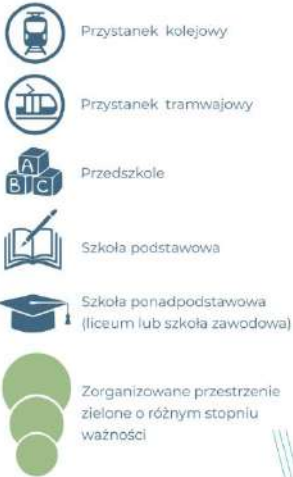 Przystanek kolejowy
Przystanek tramwajowy
A
B C
Przedszkole
Szkoła podstawowa
Szkoła ponadpodstawowa
(liceum lub szkoła zawodowa)
Zorganizowane przestrzenie
zielone o różnym stopniu
ważności